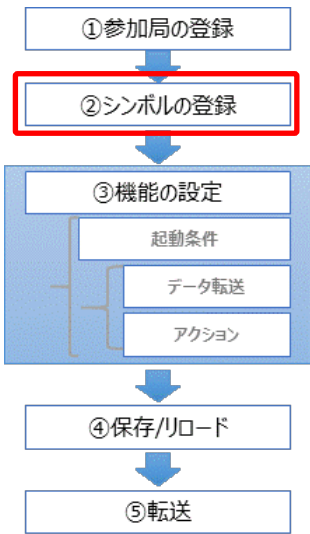 ①参加局の登録
②シンボルの登録
③機能の設定
起動条件
データ転送
アクション
④保存/リロード
⑤転送